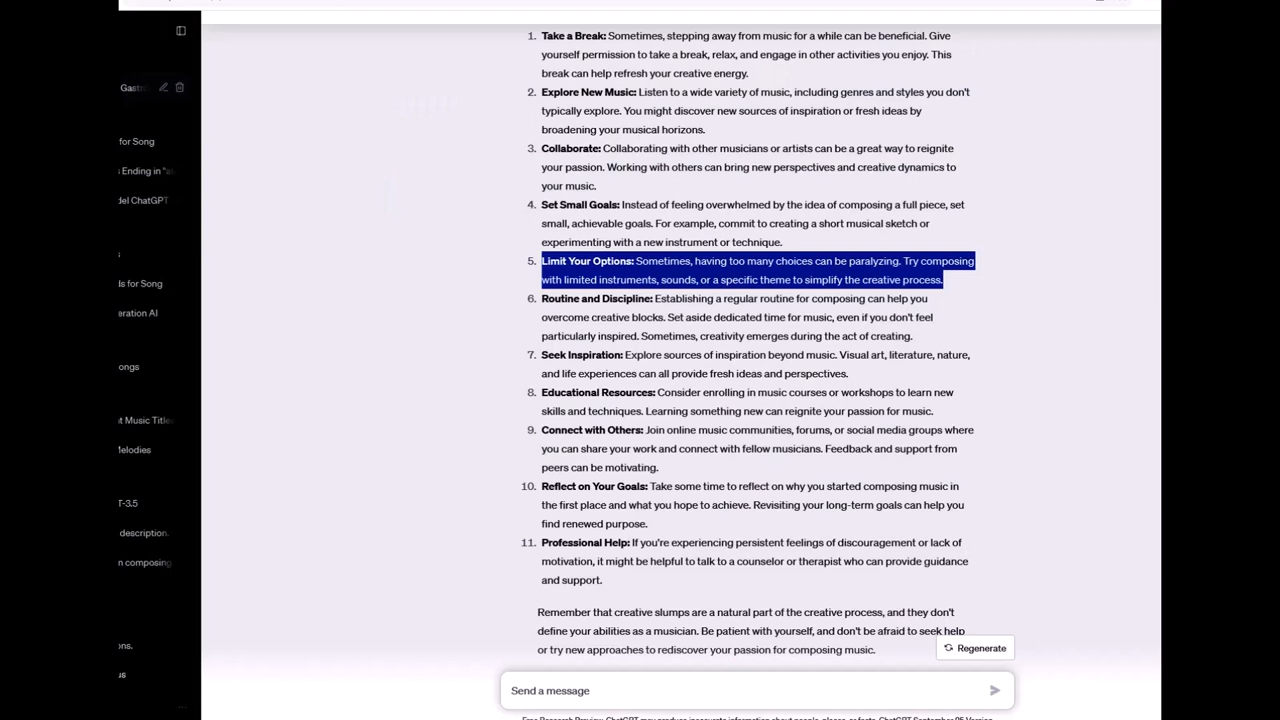 1. Take a Break: Sometimes, stepping away from music for a while can be beneficial. Give
yourself permission to take a break, relax, and engage in other activities you enjoy. This
break can help refresh your creative energy.
2. Explore New Music: Listen to a wide variety of music, including genres and styles you don't
typically explore. You might discover new sources of inspiration or fresh ideas by
broadening your musical horizons.
3. Collaborate: Collaborating with other musicians or artists can be a great way to reignite
your passion. Working with others can bring new perspectives and creative dynamics to
your music.
4. Set Small Goals: Instead of feeling overwhelmed by the idea of composing a full piece, set
small, achievable goals. For example, commit to creating a short musical sketch or
experimenting with a new instrument or technique.
5. Limit Your Options: Sometimes, having too many choices can be paralyzing. Try composing
with limited instruments, sounds, or a specific theme to simplify the creative process.
6. Routine and Discipline: Establishing a regular routine for composing can help you
overcome creative blocks. Set aside dedicated time for music, even if you don't feel
particularly inspired. Sometimes, creativity emerges during the act of creating.
7. Seek Inspiration: Explore sources of inspiration beyond music. Visual art, literature, nature,
and life experiences can all provide fresh ideas and perspectives.
8. Educational Resources: Consider enrolling in music courses or workshops to learn new
skills and techniques. Learning something new can reignite your passion for music.
9. Connect with Others: Join online music communities, forums, or social media groups where
you can share your work and connect with fellow musicians. Feedback and support from
peers can be motivating.
10. Reflect on Your Goals: Take some time to reflect on why you started composing music in
the first place and what you hope to achieve. Revisiting your long-term goals can help you
find renewed purpose.
11. Professional Help: If you're experiencing persistent feelings of discouragement or lack of
motivation, it might be helpful to talk to a counselor or therapist who can provide guidance
and support.
Remember that creative slumps are a natural part of the creative process, and they don't
define your abilities as a musician. Be patient with yourself, and don't be afraid to seek help
or try new approaches to rediscover your passion for composing music.
Regenerate
Send a message
Free Research Preview. ChatGPT may produce inaccurate information about people, places, or facts. ChatGPT September 25 Version
for Song
Ending in
del ChatGPT
for Song
eration AI
ongs
Music Titles
Melodies
T-3.5
description.
n composing
ons.